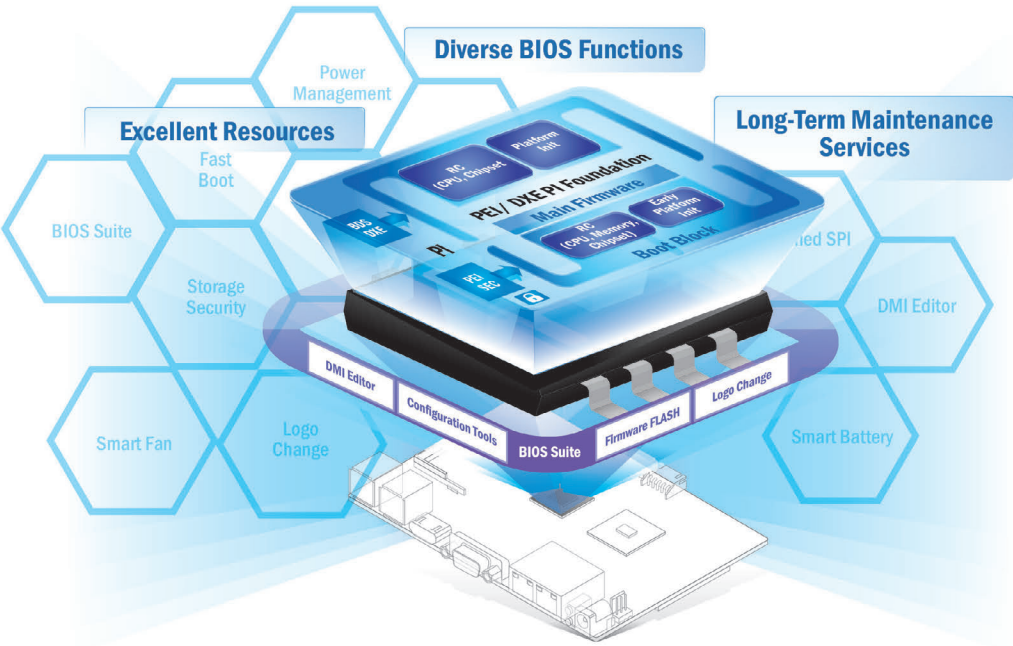 Diverse BIOS Functions
Power
Management
Excellent Resources
Long-Term Maintenance
Services
Fast
Boot
BIOS Suite
Storage
Security
Smart Fan
Logo
Change
SPI
DMI Editor
Smart Battery
RC
(CPU, Chipset
Platform
Init
PEI/ DXE PI Foundation
Main Firmware
BDS
DXE
PI
RC
(CPU, Memory,
Chipset)
Early
Platform
Init
Boot Block
PEI
SEC
DMI Editor
Configuration Tools
BIOS Suite
Firmware FLASH
Logo Change